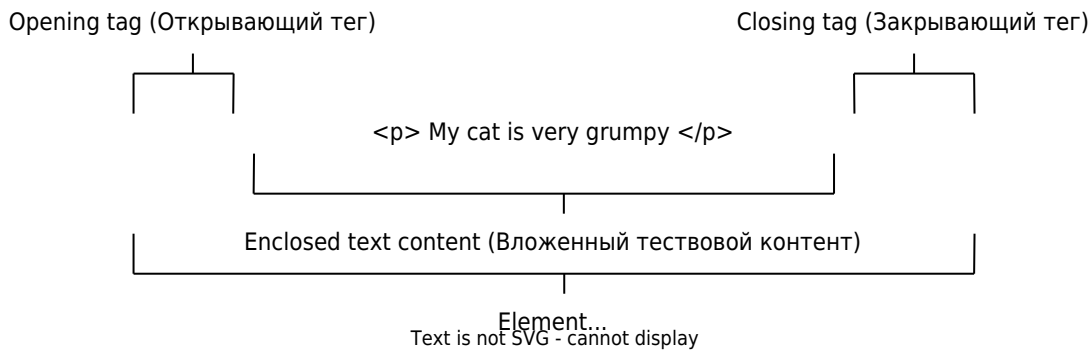 Opening tag (Открывающий тег)
Closing tag (Закрывающий тег)
<p> My cat is very grumpy </p>
Enclosed text content (Вложенный тествовой контент)
Element...
Text is not SVG - cannot display